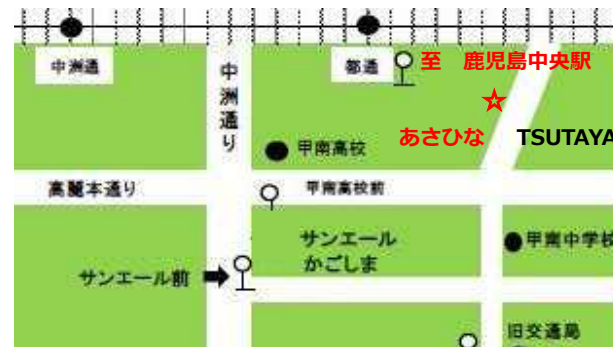 中洲通
都通
至 鹿児島中央駅
中洲通り
あさひな
TSUTAYA
甲南高校
高麗本通り
甲南高校前
サンエール
かごしま
甲南中学校
サンエール前
旧交通局